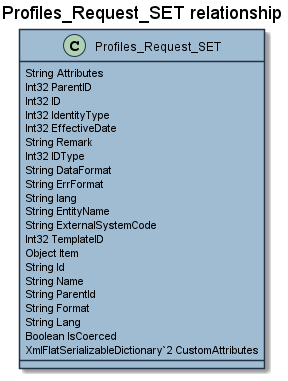 Profiles_Request_SET relationship
C Profiles_Request_SET
String Attributes
Int32 ParentID
Int32 ID
Int32 IdentityType
Int32 EffectiveDate
String Remark
Int32 IDType
String DataFormat
String ErrFormat
String lang
String EntityName
String ExternalSystemCode
Int32 TemplateID
Object Item
String Id
String Name
String ParentId
String Format
String Lang
Boolean IsCoerced
XmlFlatSerializableDictionary`2 CustomAttributes